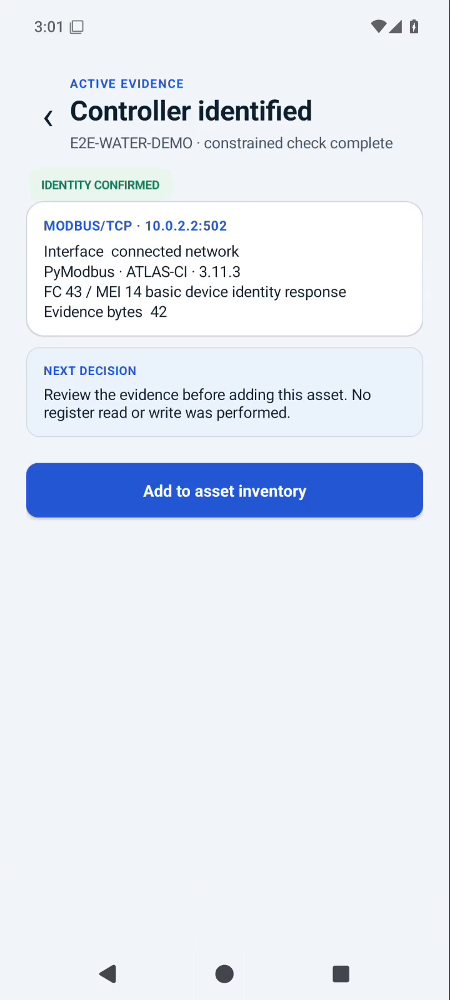 3:01
ACTIVE EVIDENCE
Controller identified
E2E-WATER-DEMO · constrained check complete
IDENTITY CONFIRMED
MODBUS/TCP · 10.0.2.2:502
Interface  connected network
PyModbus · ATLAS-CI · 3.11.3
FC 43 / MEI 14 basic device identity response
Evidence bytes  42
NEXT DECISION
Review the evidence before adding this asset. No
register read or write was performed.
Add to asset inventory